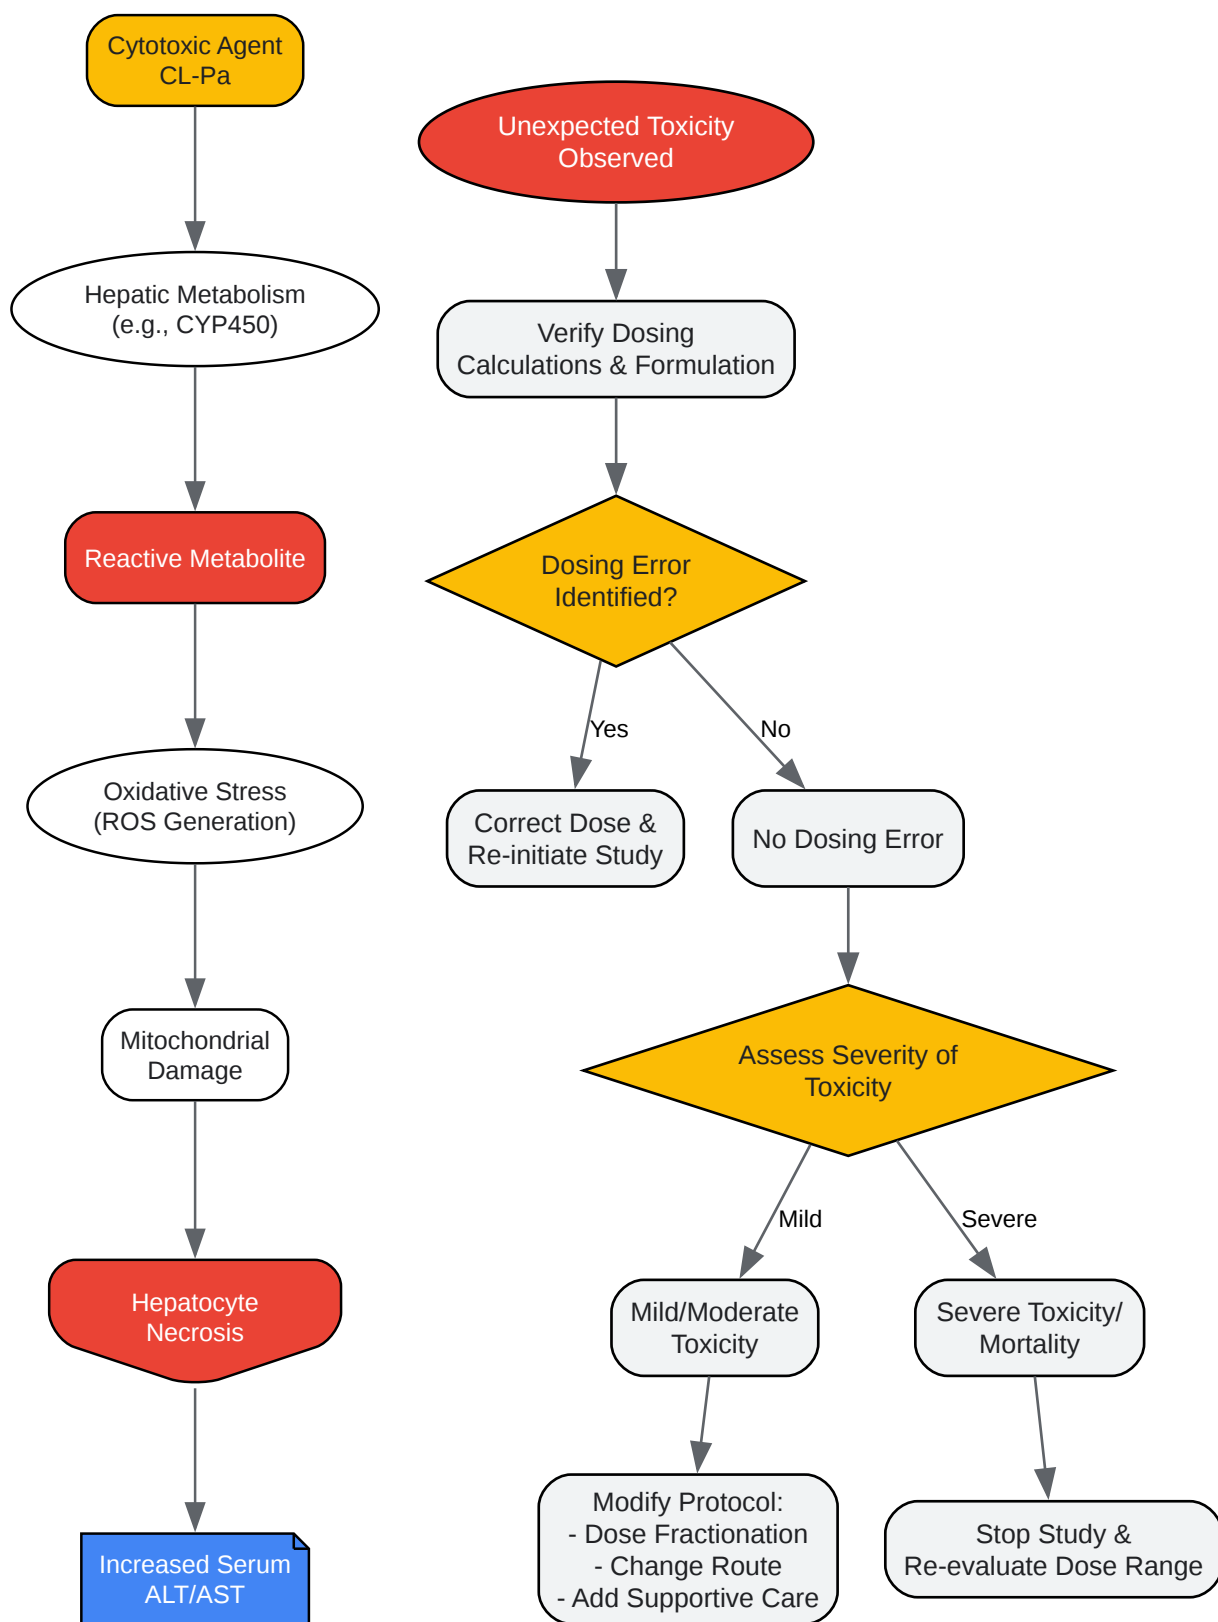 Cytotoxic Agent
CL-Pa
Hepatic Metabolism
(e.g., CYP450)
Reactive Metabolite
Oxidative Stress
(ROS Generation)
Mitochondrial
Damage
Hepatocyte
Necrosis
Increased Serum
ALT/AST
Unexpected Toxicity
Observed
Verify Dosing
Calculations & Formulation
Dosing Error
Identified?
Yes
No
Correct Dose &
Re-initiate Study
No Dosing Error
Assess Severity of
Toxicity
Mild
Severe
Mild/Moderate
Toxicity
Severe Toxicity/
Mortality
Modify Protocol:
- Dose Fractionation
- Change Route
- Add Supportive Care
Stop Study &
Re-evaluate Dose Range